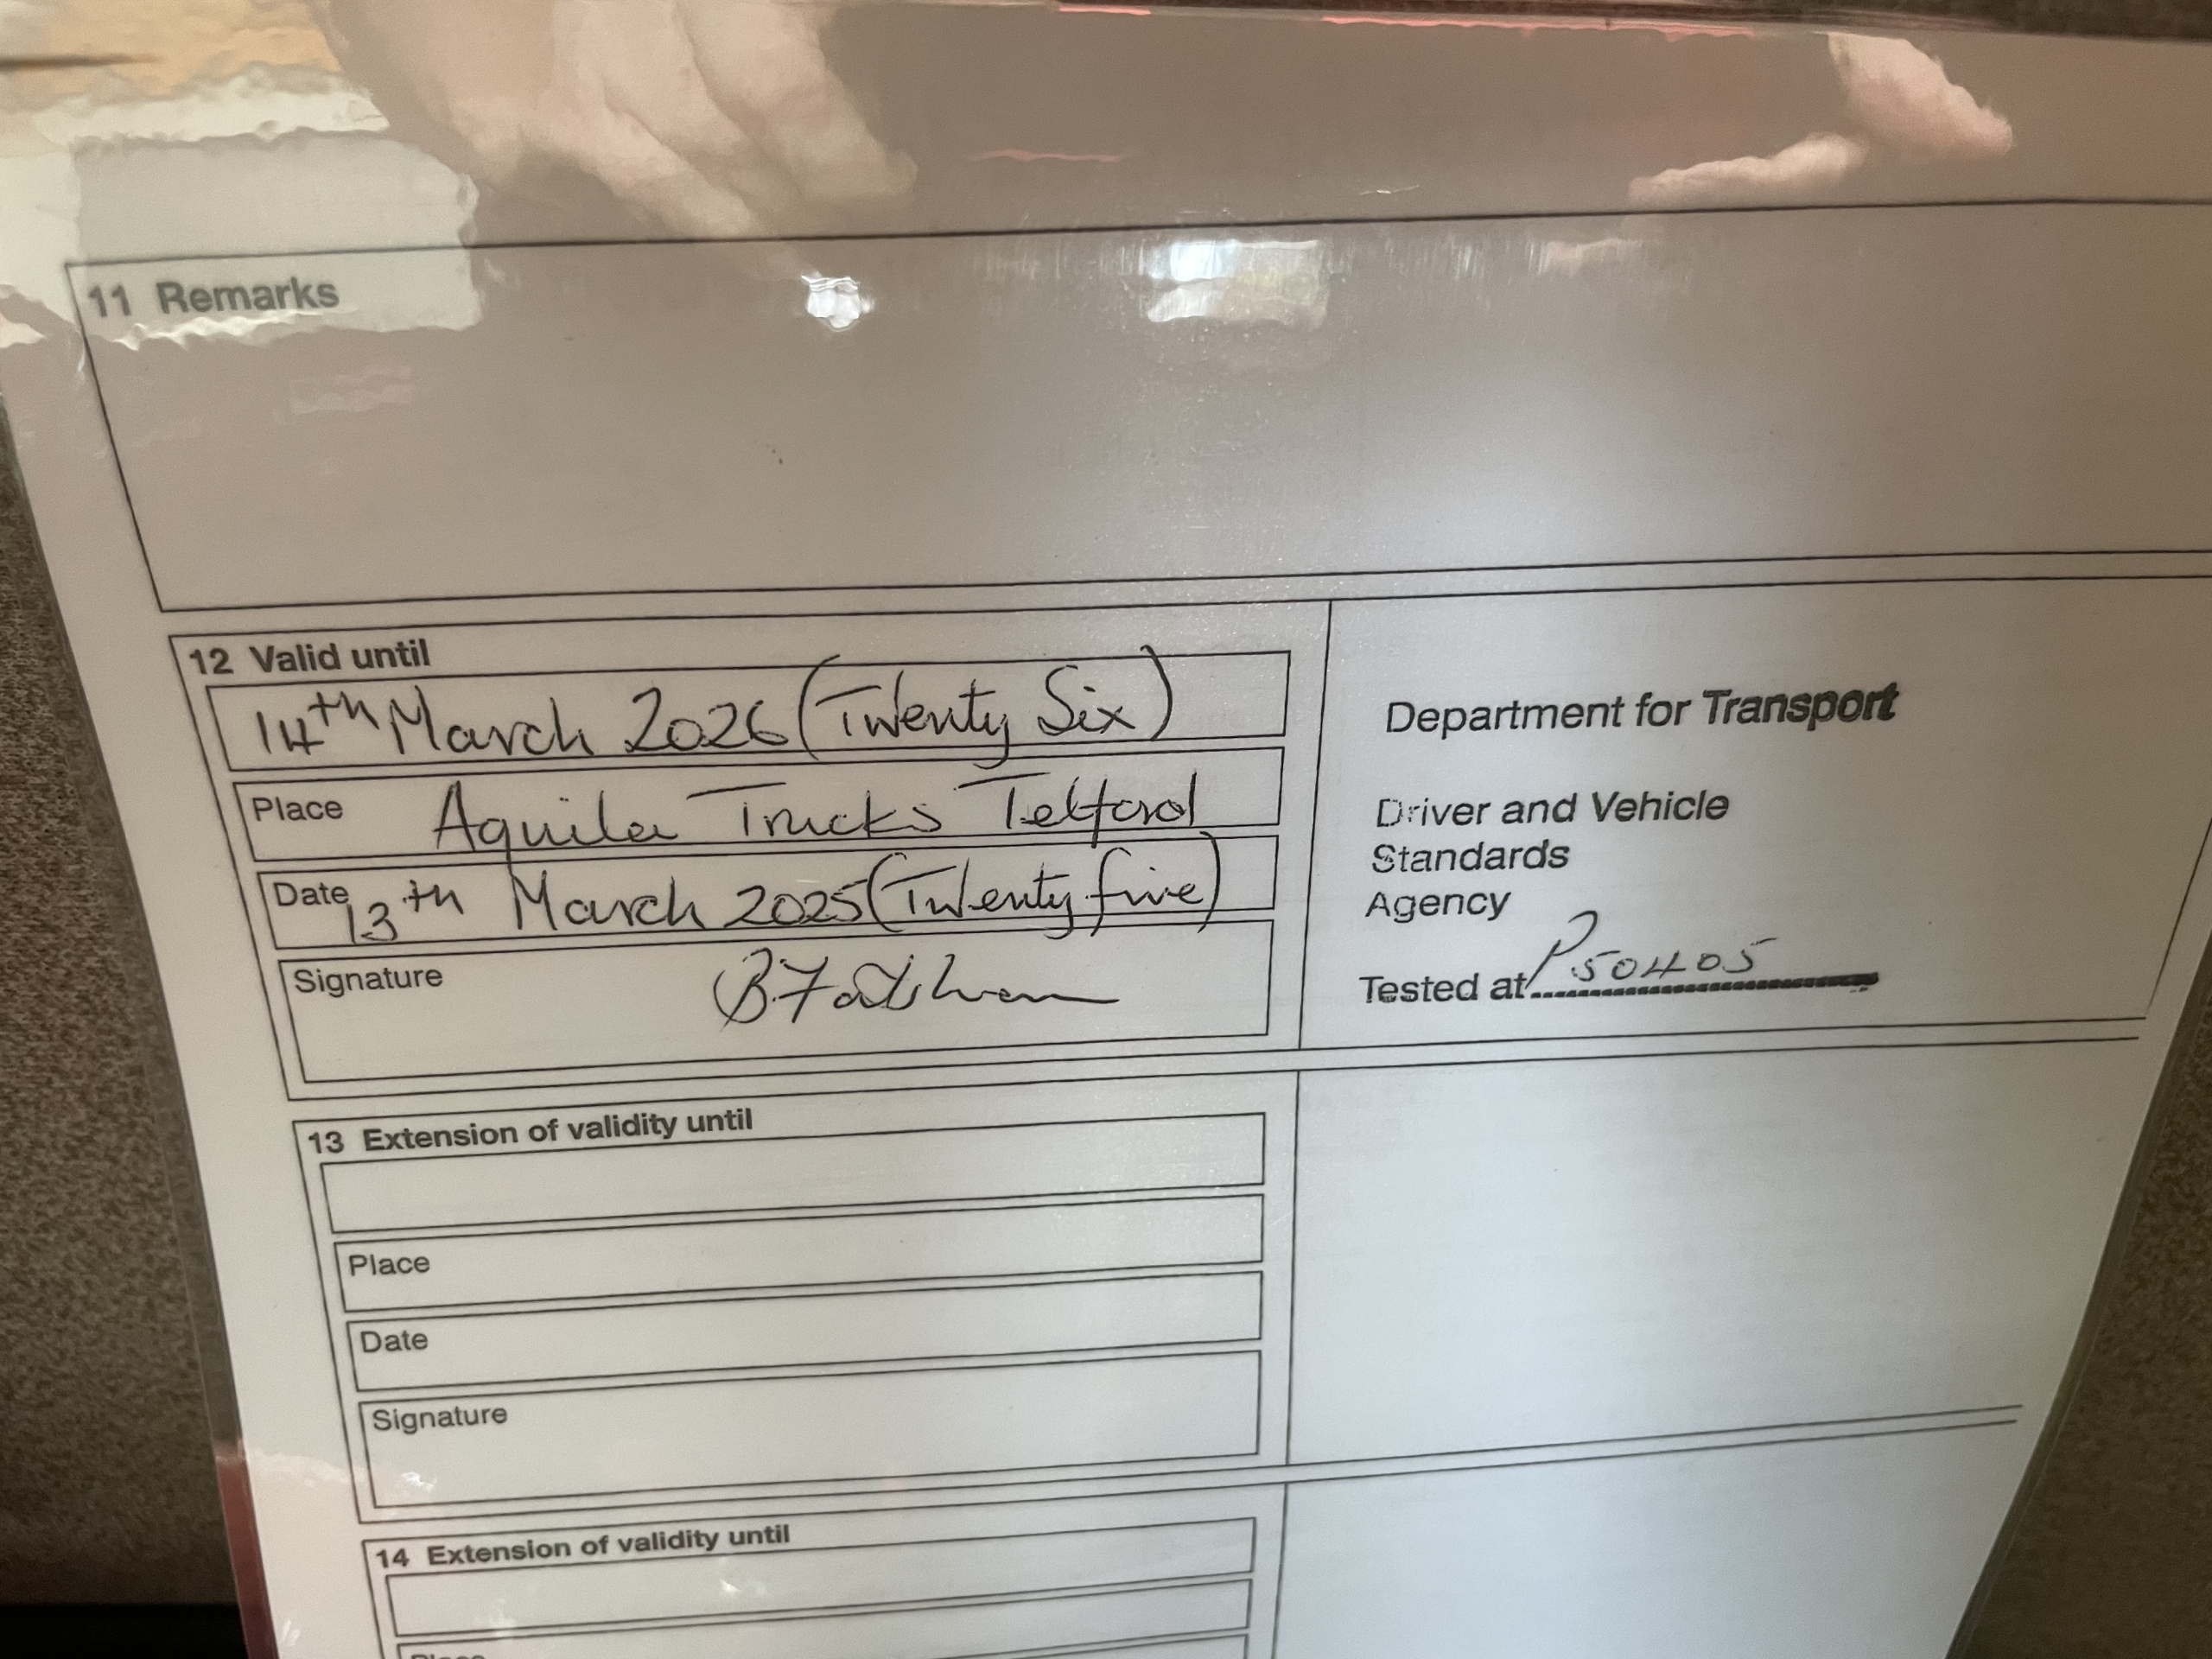 11 Remarks
12 Valid until
14th March 2026 (Twenty Six)
Place Aquila Trucks Telford
Date 13th March 2025 (Twenty five)
Signature
Department for Transport
Driver and Vehicle
Standards
Agency
Tested at P50405
13 Extension of validity until
Place
Date
Signature
14 Extension of validity until
Place